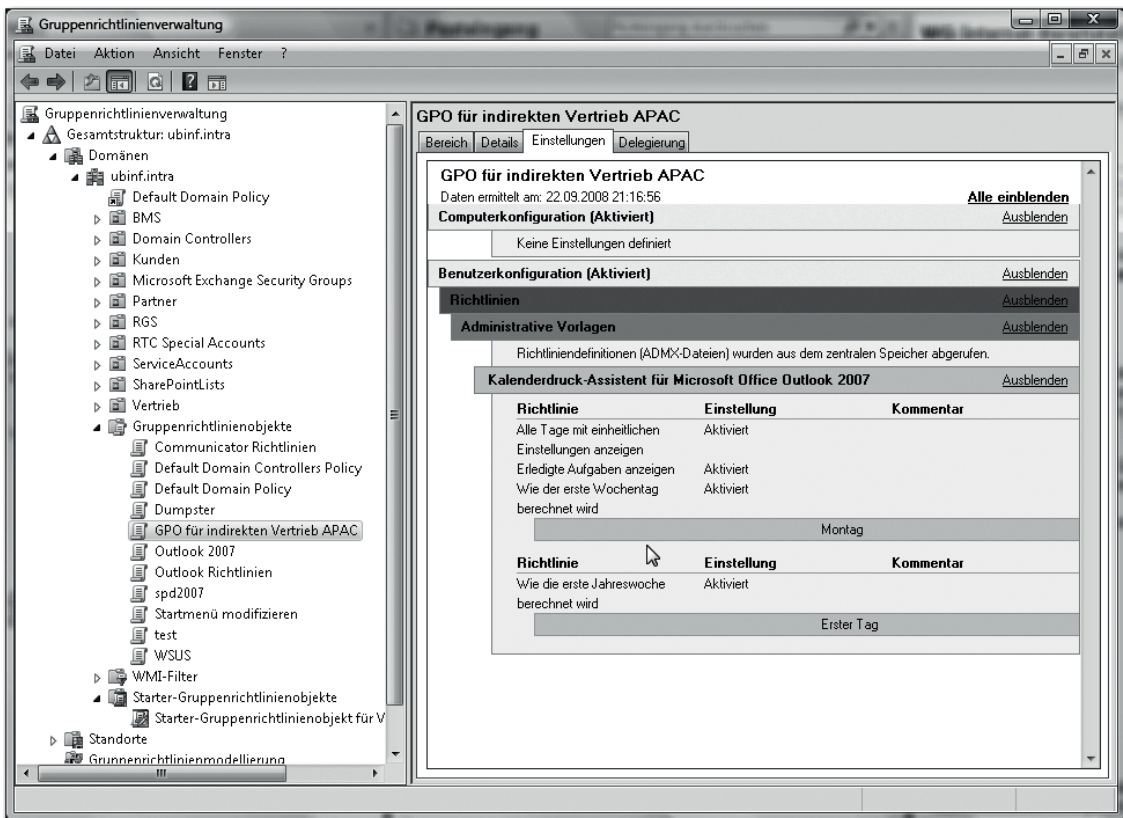 Gruppenrichtlinienverwaltung
Datei Aktion Ansicht Fenster ?
Gruppenrichtlinienverwaltung
Gesamtstruktur: ubinf.intra
Domänen
ubinf.intra
Default Domain Policy
BMS
Domain Controllers
Kunden
Microsoft Exchange Security Groups
Partner
RGS
RTC Special Accounts
ServiceAccounts
SharePointLists
Vertrieb
Gruppenrichtlinienobjekte
Communicator Richtlinien
Default Domain Controllers Policy
Default Domain Policy
Dumpster
GPO für indirekten Vertrieb APAC
Outlook 2007
Outlook Richtlinien
spd2007
Startmenü modifizieren
test
WSUS
WMI-Filter
Starter-Gruppenrichtlinienobjekte
Starter-Gruppenrichtlinienobjekt für V
Standorte
Gruppenrichtlinienmodellierung
GPO für indirekten Vertrieb APAC
Bereich Details Einstellungen Delegierung
GPO für indirekten Vertrieb APAC
Daten ermittelt am: 22.09.2008 21:16:56 Alle einblenden
Computerkonfiguration (Aktiviert) Ausblenden
Keine Einstellungen definiert
Benutzerkonfiguration (Aktiviert) Ausblenden
Richtlinien Ausblenden
Administrative Vorlagen Ausblenden
Richtliniendefinitionen (ADMX-Dateien) wurden aus dem zentralen Speicher abgerufen.
Kalenderdruck-Assistent für Microsoft Office Outlook 2007 Ausblenden
Richtlinie Einstellung Kommentar
Alle Tage mit einheitlichen Aktiviert
Einstellungen anzeigen
Erledigte Aufgaben anzeigen Aktiviert
Wie der erste Wochentag Aktiviert
berechnet wird
Montag
Richtlinie Einstellung Kommentar
Wie die erste Jahreswoche Aktiviert
berechnet wird
Erster Tag